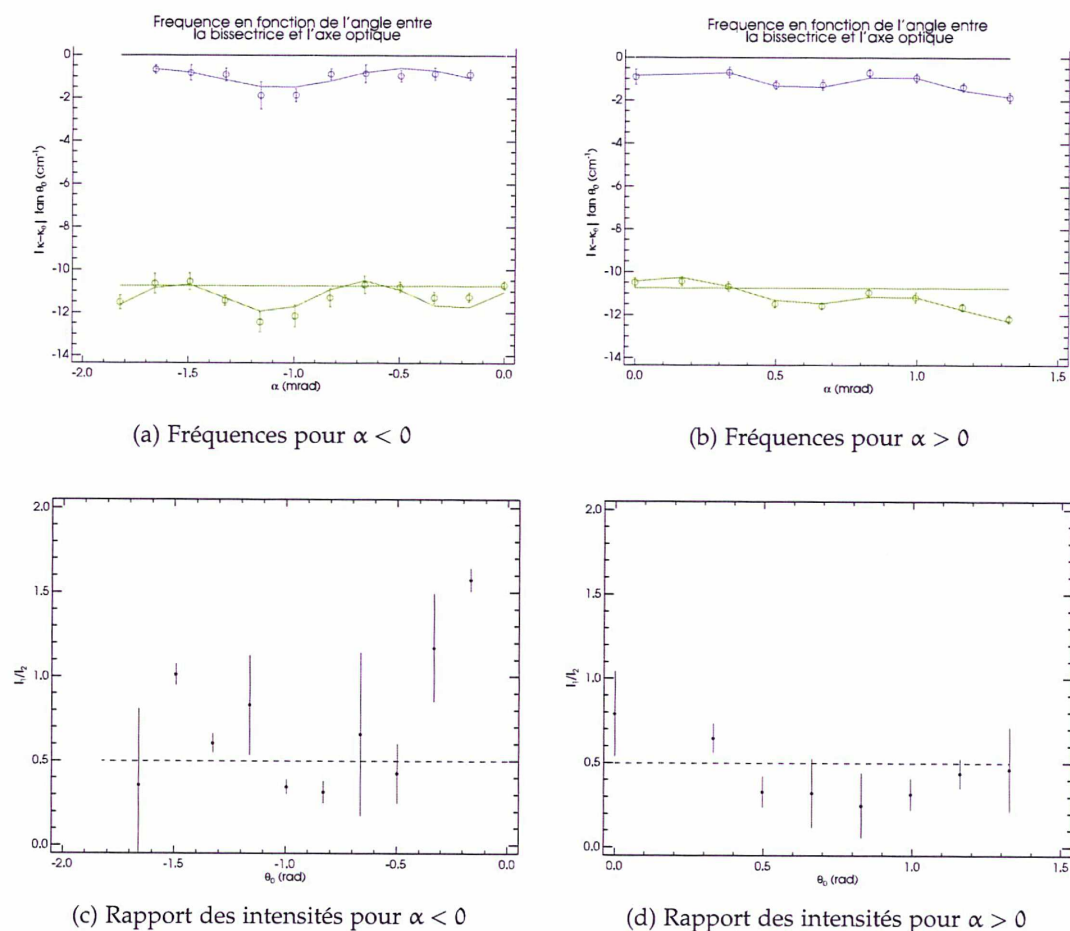 Frequence en fonction de l'angle entre
la bissectrice et l'axe optique
0
-2
-4
-6
-8
-10
-12
-14
|κ-κ₀| tan θ₀ (cm⁻¹)
-2.0 -1.5 -1.0 -0.5 0.0
α (mrad)
(a) Fréquences pour α < 0
Frequence en fonction de l'angle entre
la bissectrice et l'axe optique
0
-2
-4
-6
-8
-10
-12
-14
|κ-κ₀| tan θ₀ (cm⁻¹)
0.0 0.5 1.0 1.5
α (mrad)
(b) Fréquences pour α > 0
2.0
1.5
1.0
0.5
0.0
I₁/I₂
-2.0 -1.5 -1.0 -0.5 0.0
θ₀ (rad)
(c) Rapport des intensités pour α < 0
2.0
1.5
1.0
0.5
0.0
I₁/I₂
0.0 0.5 1.0 1.5
θ₀ (rad)
(d) Rapport des intensités pour α > 0